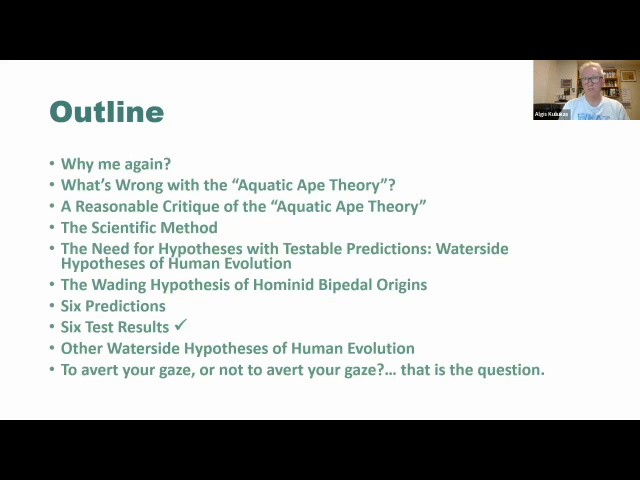 Outline
• Why me again?
• What's Wrong with the “Aquatic Ape Theory”?
• A Reasonable Critique of the “Aquatic Ape Theory”
• The Scientific Method
• The Need for Hypotheses with Testable Predictions: Waterside
Hypotheses of Human Evolution
• The Wading Hypothesis of Hominid Bipedal Origins
• Six Predictions
• Six Test Results ✓
• Other Waterside Hypotheses of Human Evolution
• To avert your gaze, or not to avert your gaze?... that is the question.
Algis Kuliukas